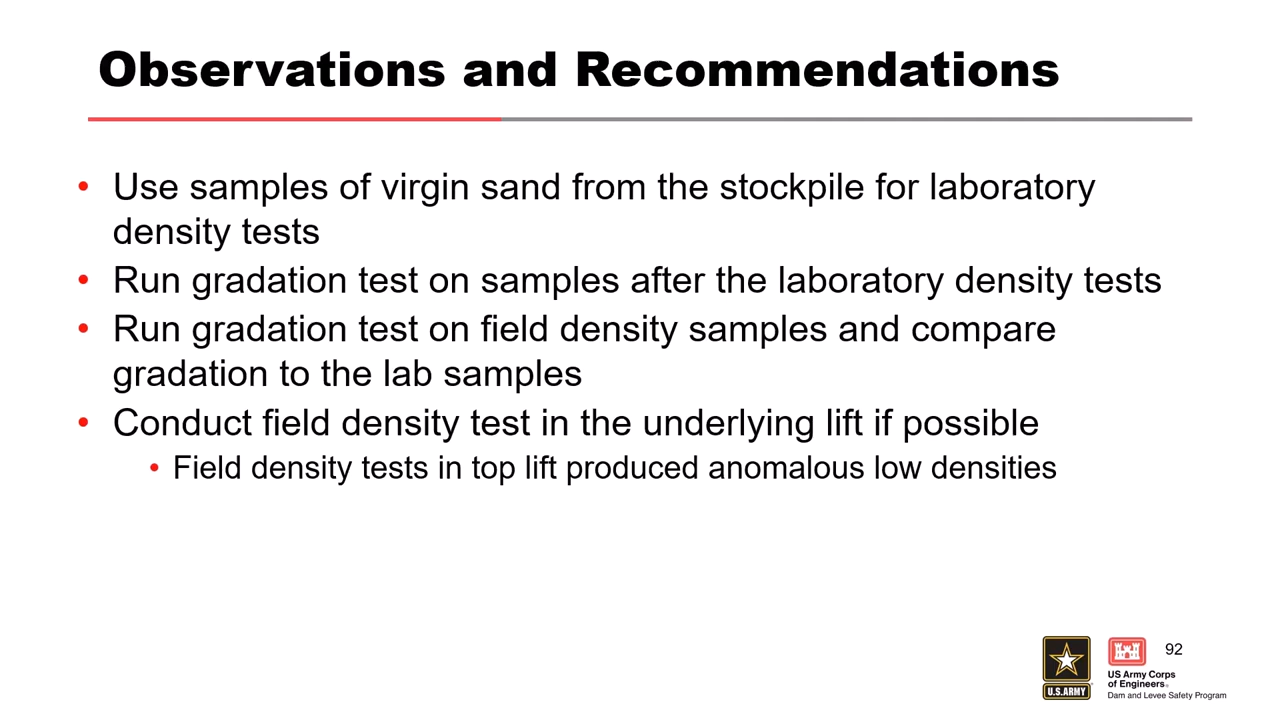 Observations and Recommendations
• Use samples of virgin sand from the stockpile for laboratory
density tests
• Run gradation test on samples after the laboratory density tests
• Run gradation test on field density samples and compare
gradation to the lab samples
• Conduct field density test in the underlying lift if possible
• Field density tests in top lift produced anomalous low densities
92
U.S.ARMY
US Army Corps
of Engineers®
Dam and Levee Safety Program